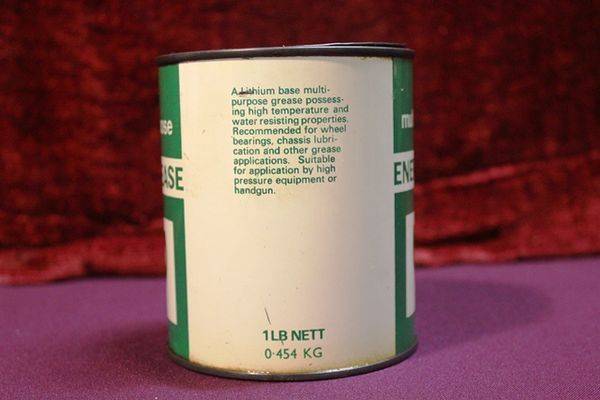 A Lithium base multi-
purpose grease possess-
ing high temperature and
water resisting properties.
Recommended for wheel
bearings, chassis lubri-
cation and other grease
applications. Suitable
for application by high
pressure equipment or
handgun.
1LB NETT
0·454 KG
ose
ASE
m
ENE